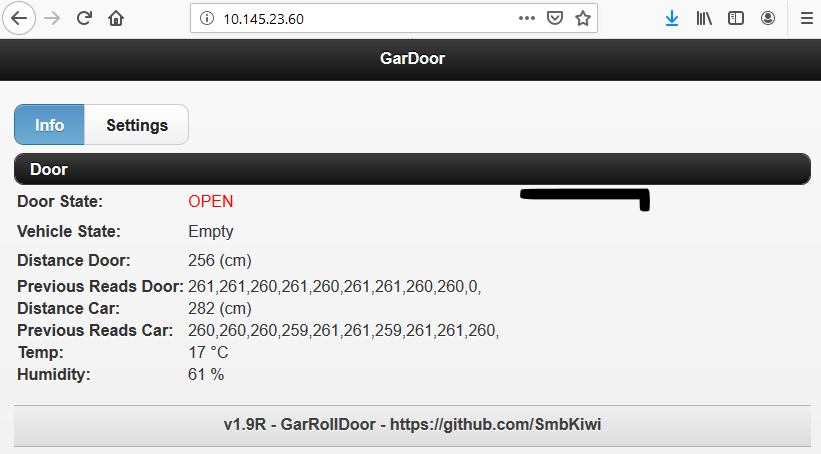 10.145.23.60
GarDoor
Info Settings
Door
Door State: OPEN
Vehicle State: Empty
Distance Door: 256 (cm)
Previous Reads Door: 261,261,260,261,260,261,261,260,260,0,
Distance Car: 282 (cm)
Previous Reads Car: 260,260,260,259,261,261,259,261,261,260,
Temp: 17 °C
Humidity: 61 %
v1.9R - GarRollDoor - https://github.com/SmbKiwi